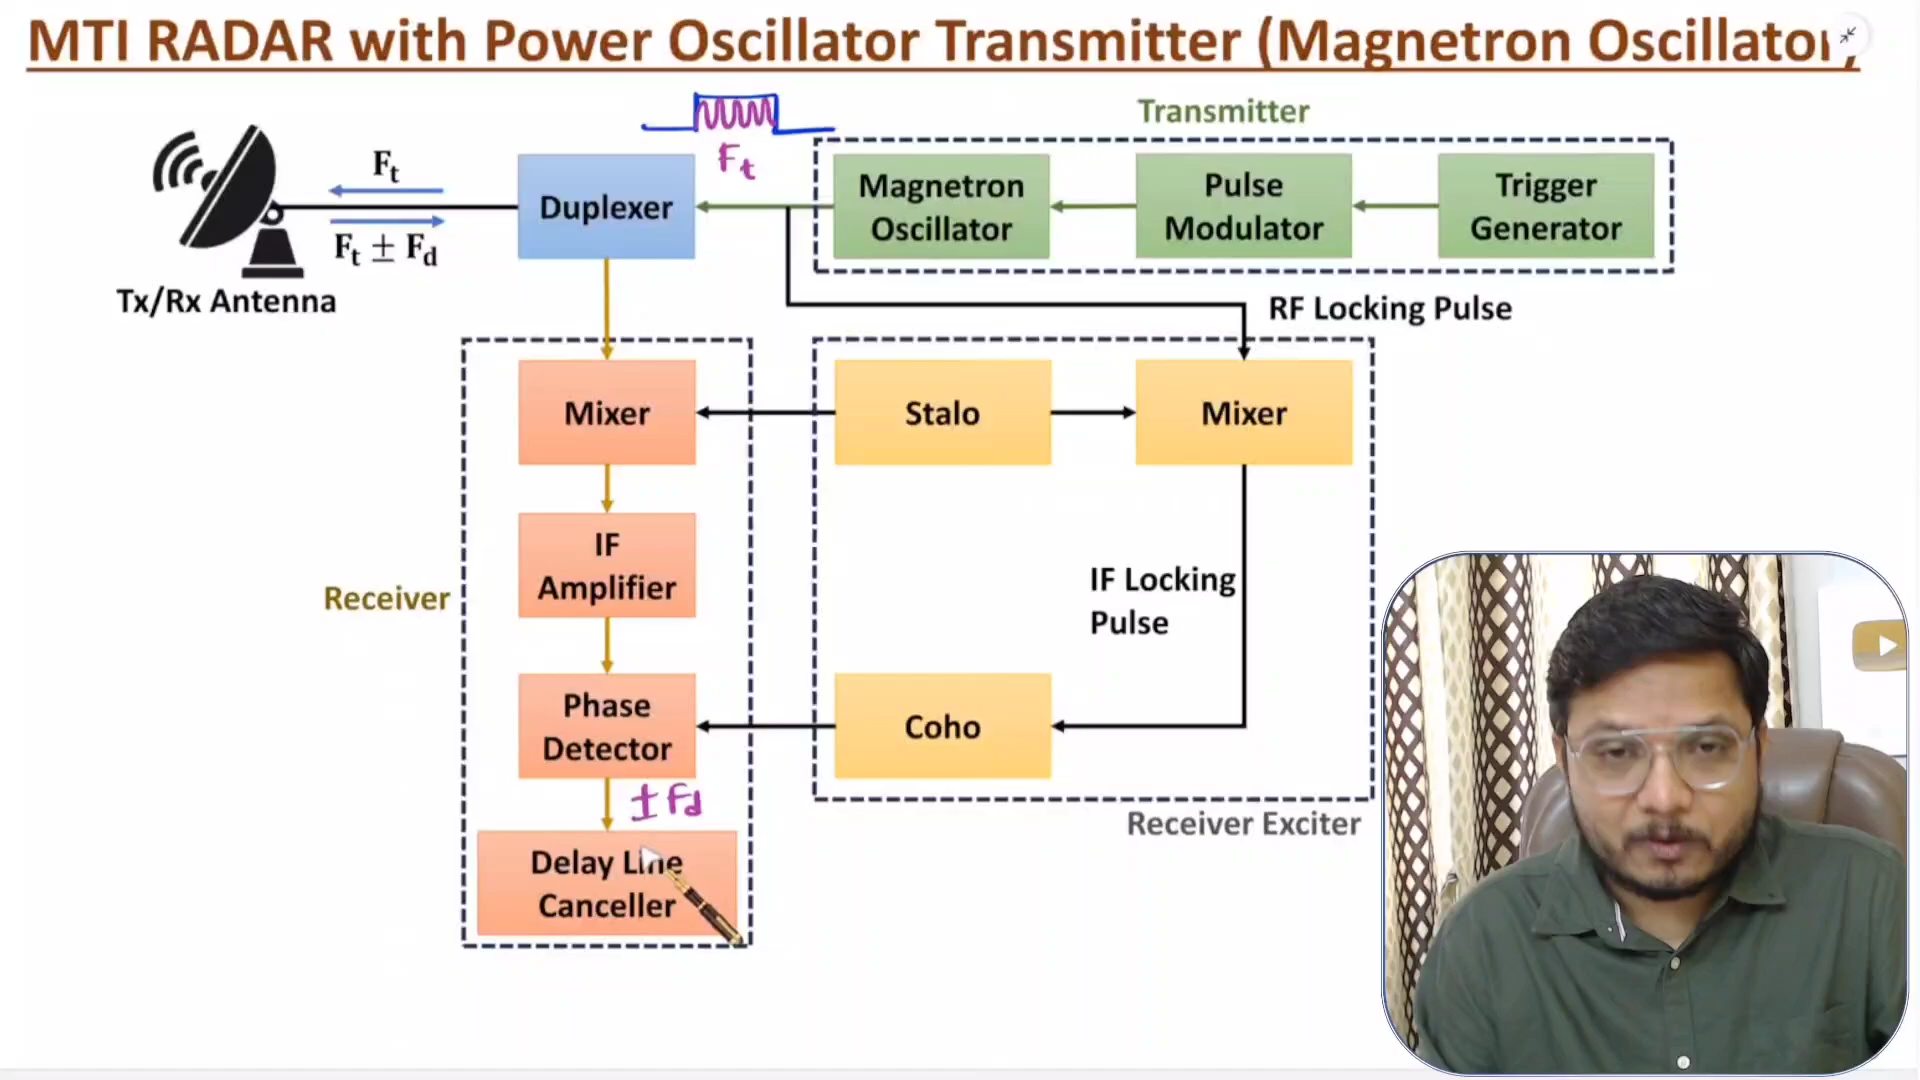 MTI RADAR with Power Oscillator Transmitter (Magnetron Oscillator)
Transmitter
Ft
Ft
Ft ± Fd
Tx/Rx Antenna
Duplexer
Magnetron
Oscillator
Pulse
Modulator
Trigger
Generator
RF Locking Pulse
Mixer
Stalo
Mixer
IF
Amplifier
IF Locking
Pulse
Receiver
Phase
Detector
Coho
± Fd
Receiver Exciter
Delay Line
Canceller